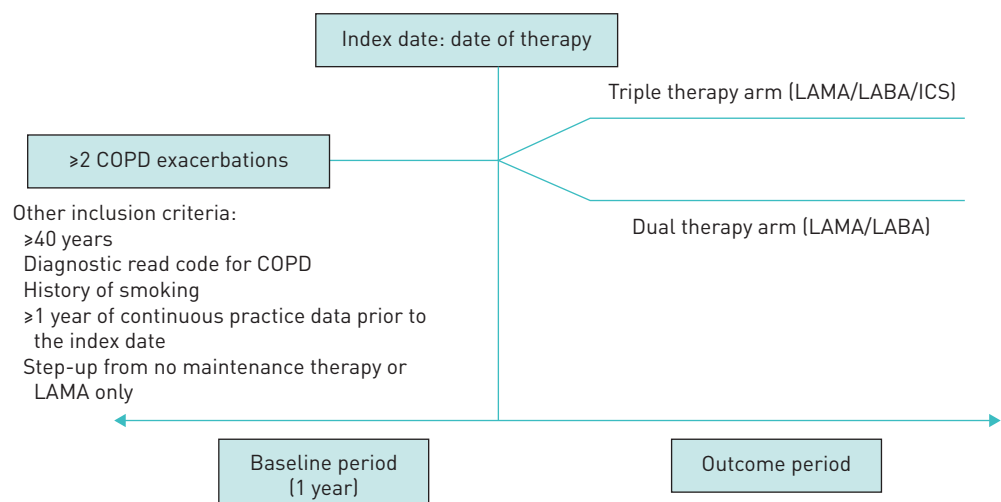 Index date: date of therapy
Triple therapy arm (LAMA/LABA/ICS)
≥2 COPD exacerbations
Other inclusion criteria:
≥40 years
Diagnostic read code for COPD
History of smoking
≥1 year of continuous practice data prior to
the index date
Step-up from no maintenance therapy or
LAMA only
Dual therapy arm (LAMA/LABA)
Baseline period
(1 year)
Outcome period